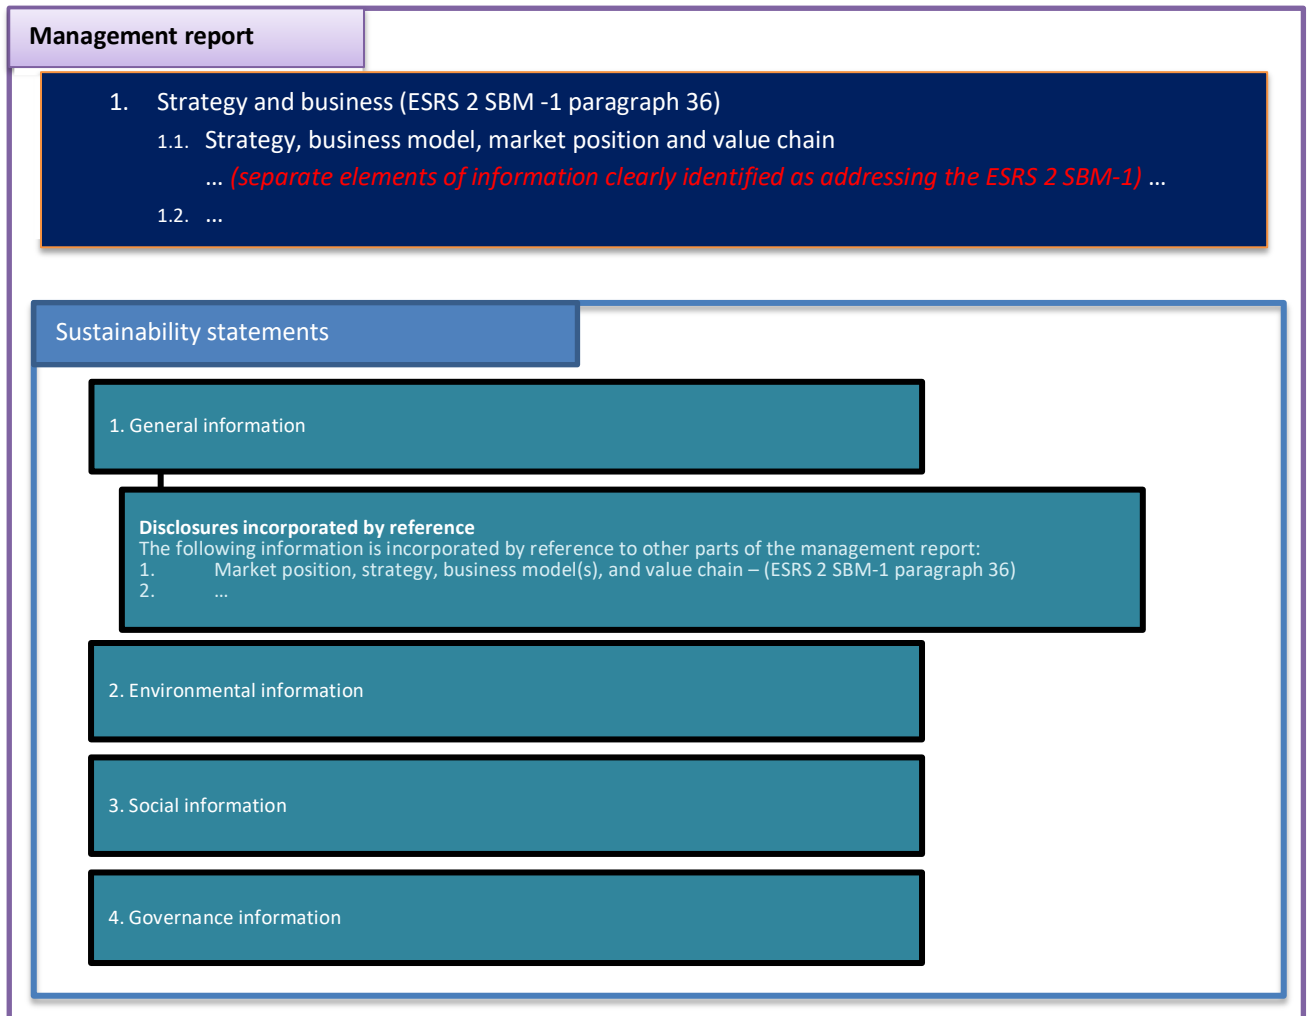 Management report
1. Strategy and business (ESRS 2 SBM -1 paragraph 36)
1.1. Strategy, business model, market position and value chain
... (separate elements of information clearly identified as addressing the ESRS 2 SBM-1) ...
1.2. ...
Sustainability statements
1. General information
Disclosures incorporated by reference
The following information is incorporated by reference to other parts of the management report:
1. Market position, strategy, business model(s), and value chain – (ESRS 2 SBM-1 paragraph 36)
2. ...
2. Environmental information
3. Social information
4. Governance information